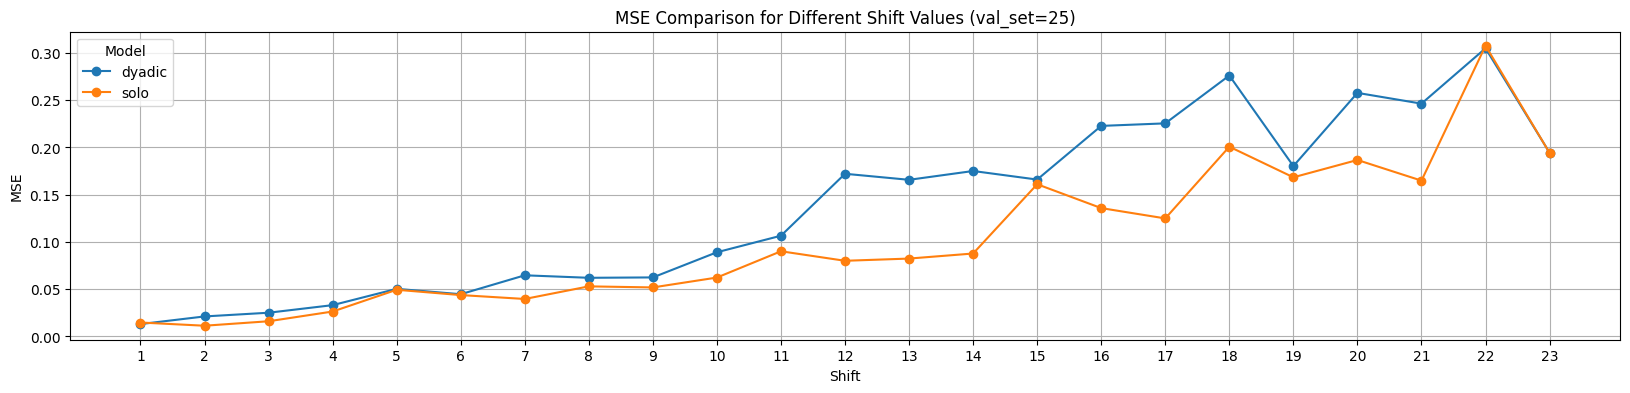 MSE Comparison for Different Shift Values (val_set=25)
Model
dyadic
solo
0.30
0.25
0.20
0.15
0.10
0.05
0.00
MSE
1 2 3 4 5 6 7 8 9 10 11 12 13 14 15 16 17 18 19 20 21 22 23
Shift